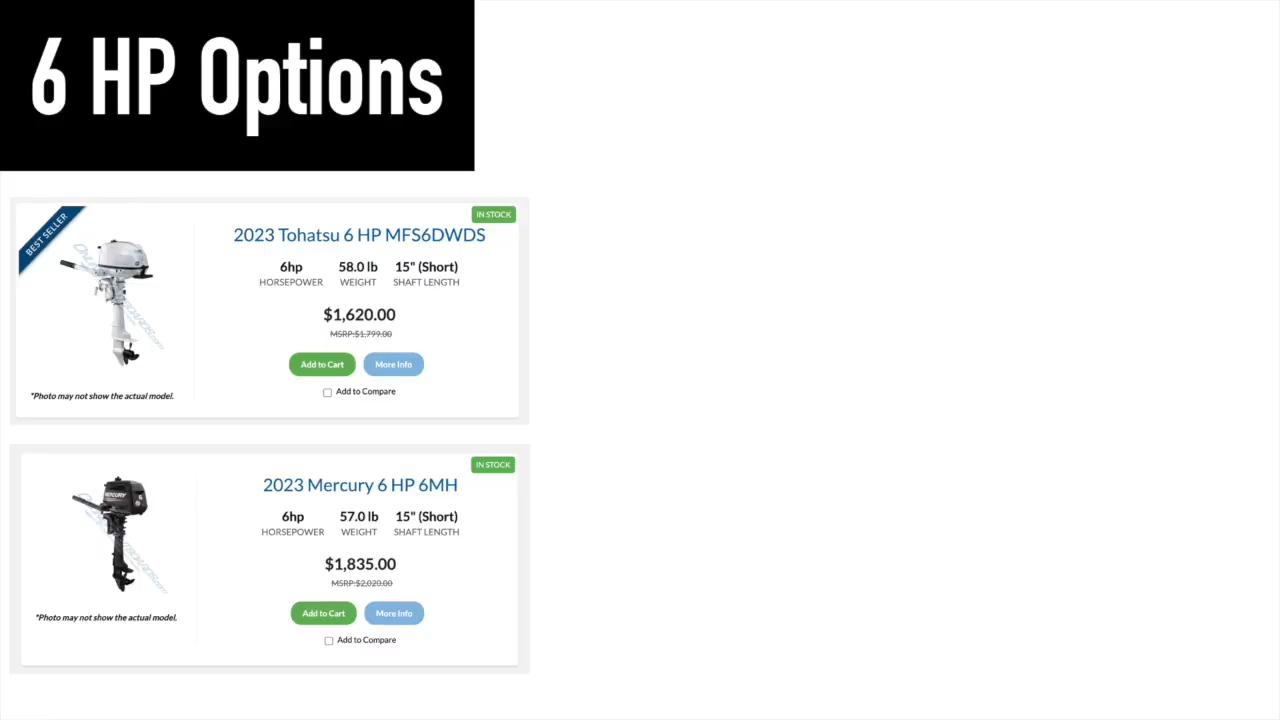 6 HP Options
BEST SELLER
IN STOCK
2023 Tohatsu 6 HP MFS6DWDS
6hp 58.0 lb 15" (Short)
HORSEPOWER WEIGHT SHAFT LENGTH
$1,620.00
MSRP:$1,799.00
Add to Cart More Info
Add to Compare
*Photo may not show the actual model.
IN STOCK
2023 Mercury 6 HP 6MH
MERCURY
6hp 57.0 lb 15" (Short)
HORSEPOWER WEIGHT SHAFT LENGTH
$1,835.00
MSRP:$2,020.00
Add to Cart More Info
*Photo may not show the actual model.
Add to Compare